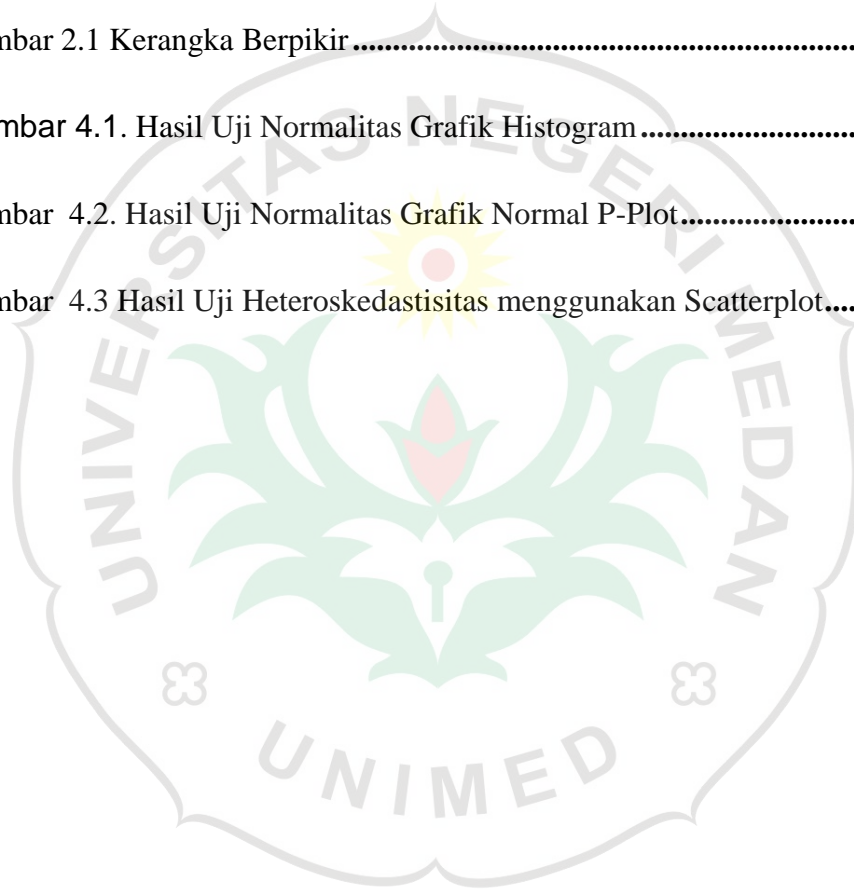 mbar 2.1 Kerangka Berpikir............................................................................
mbar 4.1. Hasil Uji Normalitas Grafik Histogram................................
mbar  4.2. Hasil Uji Normalitas Grafik Normal P-Plot..........................
mbar  4.3 Hasil Uji Heteroskedastisitas menggunakan Scatterplot....
UNIVERSITAS NEGERI MEDAN
UNIMED